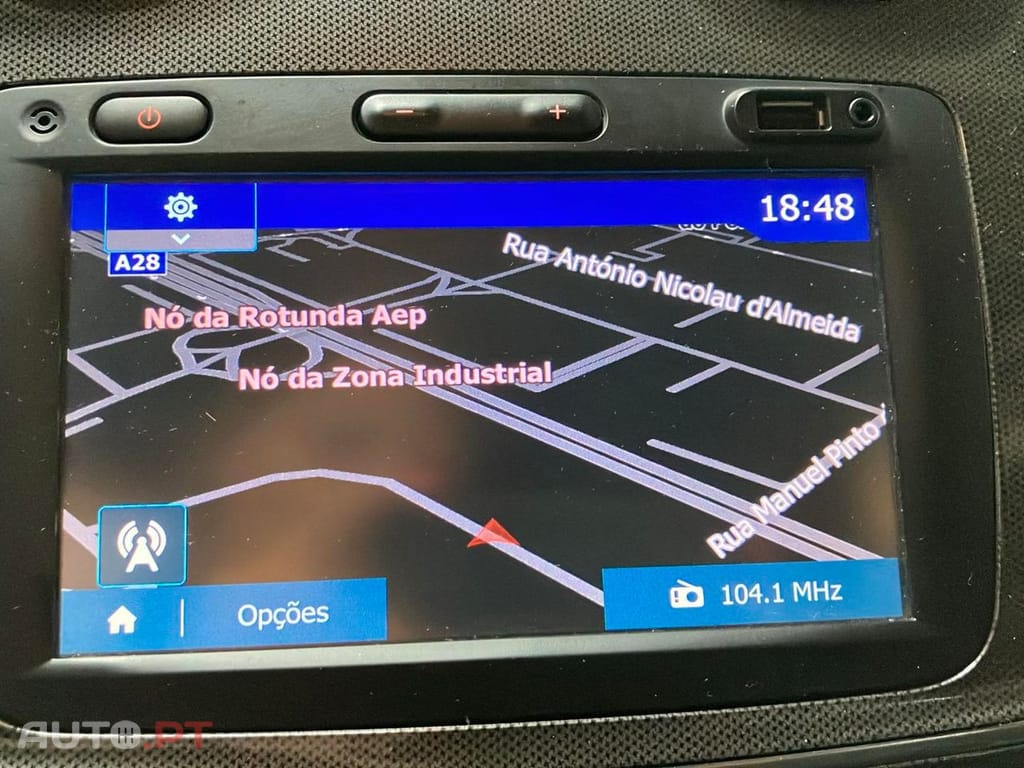 18:48
A28
Rua António Nicolau d'Almeida
Nó da Rotunda Aep
Nó da Zona Industrial
Rua Manuel Pinto
Opções
104.1 MHz
AUTO.PT